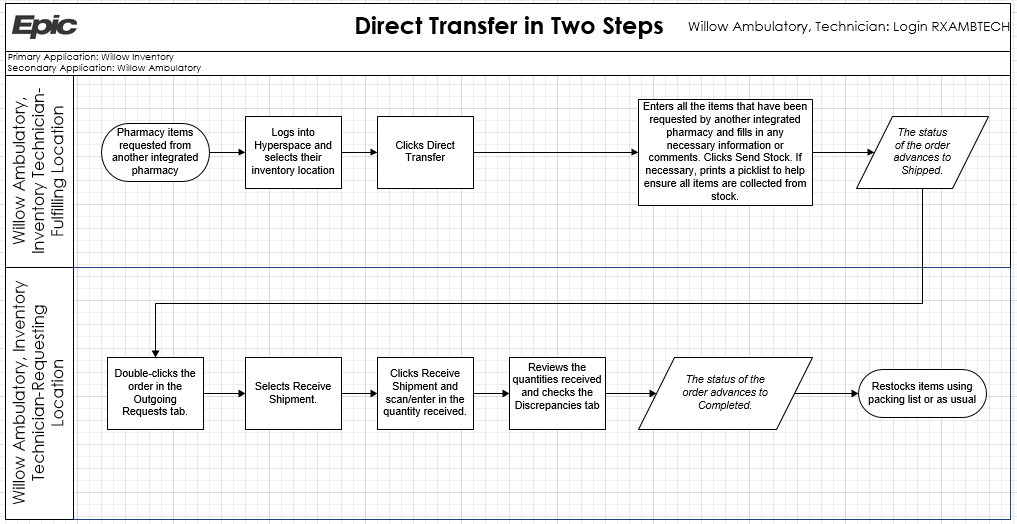 Epic
Direct Transfer in Two Steps
Willow Ambulatory, Technician: Login RXAMBTECH
Primary Application: Willow Inventory
Secondary Application: Willow Ambulatory
Willow Ambulatory,
Inventory Technician-
Fulfilling Location
Pharmacy items
requested from
another integrated
pharmacy
Logs into
Hyperspace and
selects their
inventory location
Clicks Direct
Transfer
Enters all the items that have been
requested by another integrated
pharmacy and fills in any
necessary information or
comments. Clicks Send Stock. If
necessary, prints a picklist to help
ensure all items are collected from
stock.
The status
of the order
advances to
Shipped.
Willow Ambulatory, Inventory
Technician-Requesting
Location
Double-clicks the
order in the
Outgoing
Requests tab.
Selects Receive
Shipment.
Clicks Receive
Shipment and
scan/enter in the
quantity received.
Reviews the
quantities received
and checks the
Discrepancies tab
The status of the
order advances to
Completed.
Restocks items using
packing list or as usual